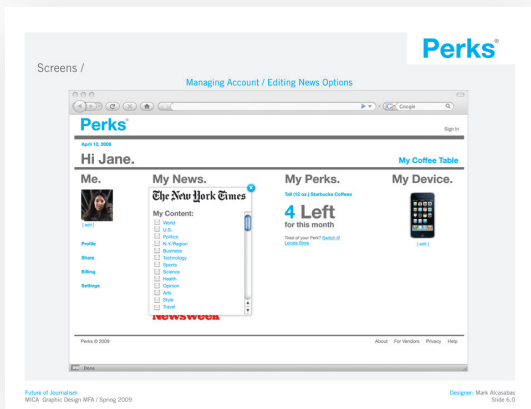 Perks®
Screens /
Managing Account / Editing News Options
Google
Perks®
Sign In
April 12, 2009
Hi Jane.
My Coffee Table
Me.
My News.
My Perks.
My Device.
The New York Times
Tall (12 oz.) Starbucks Coffees
4 Left
for this month
My Content:
World
U.S.
Politics
N.Y./Region
Business
Technology
Sports
Science
Health
Opinion
Arts
Style
Travel
[ edit ]
Tired of your Perk? Switch It!
Locate Store
[ edit ]
Profile
Share
Billing
Settings
Newsweek
Perks © 2009
About
For Vendors
Privacy
Help
Done
Future of Journalism
MICA Graphic Design MFA / Spring 2009
Designer: Mark Alcasabas
Slide 6.0